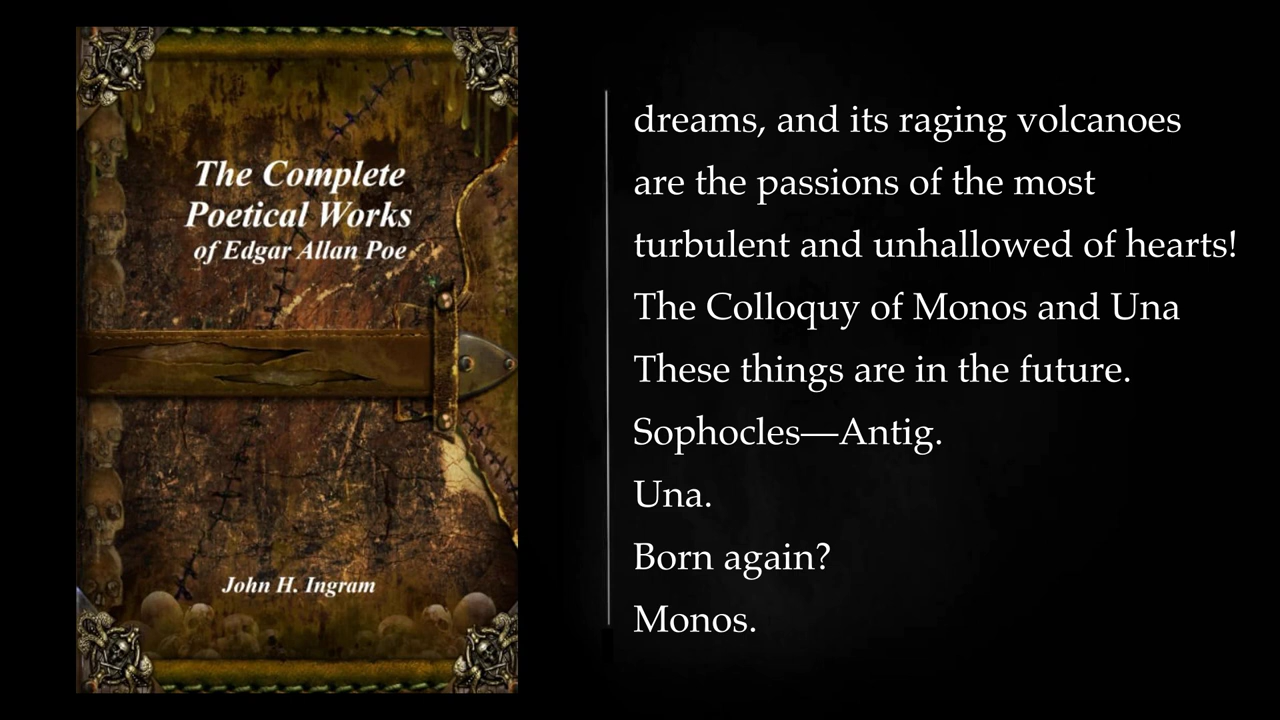 The Complete
Poetical Works
of Edgar Allan Poe
John H. Ingram
dreams, and its raging volcanoes
are the passions of the most
turbulent and unhallowed of hearts!
The Colloquy of Monos and Una
These things are in the future.
Sophocles—Antig.
Una.
Born again?
Monos.